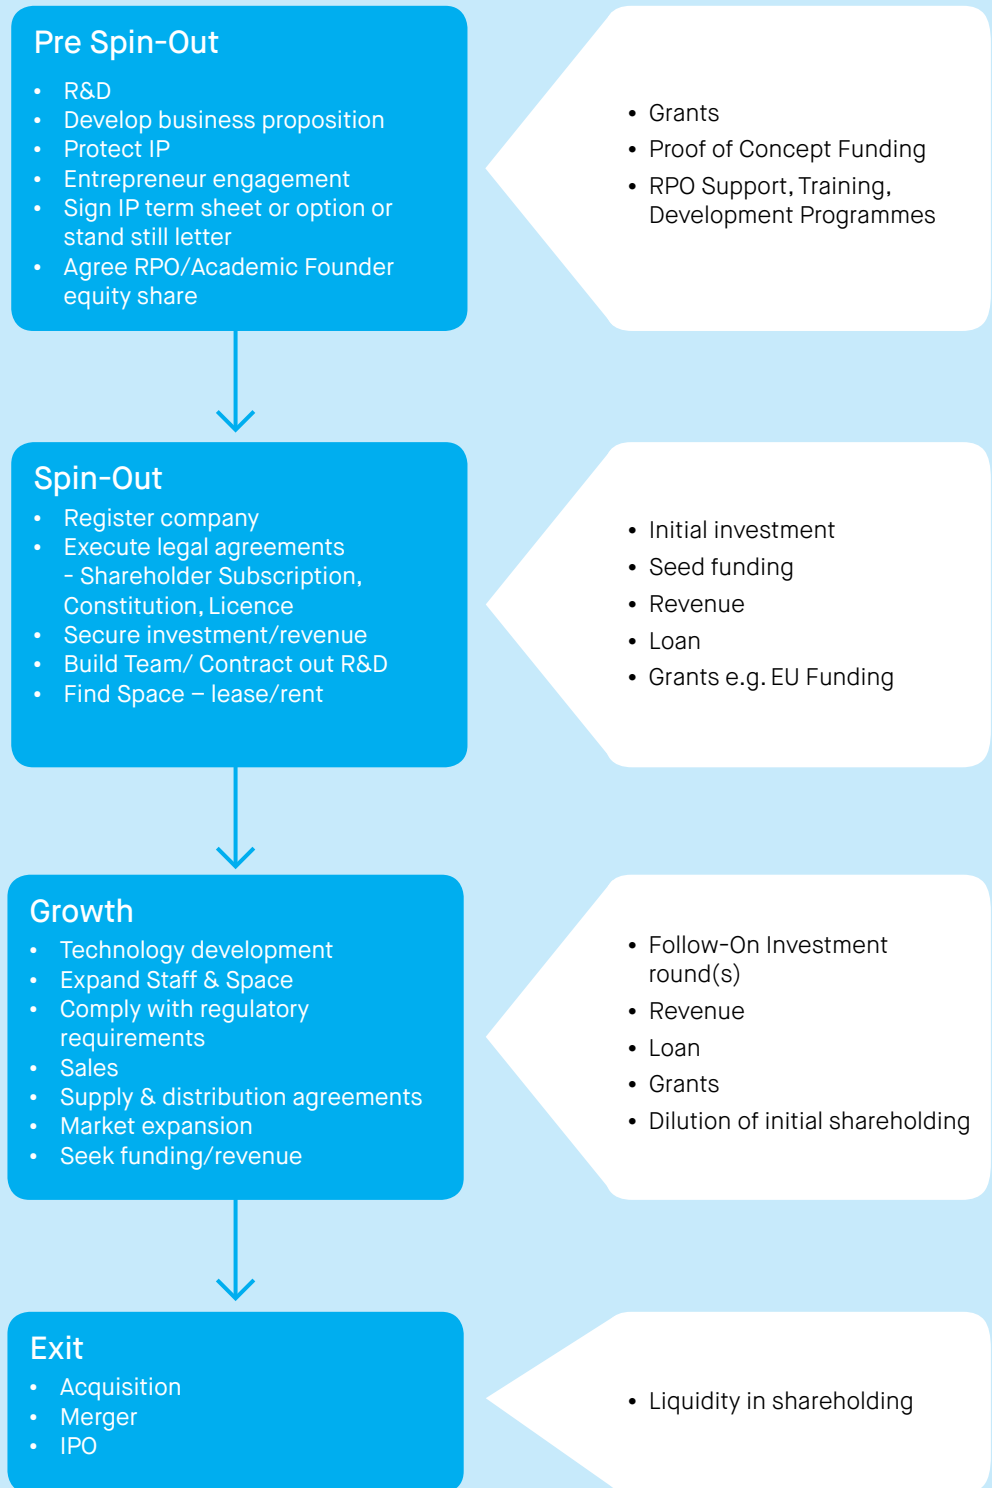 Pre Spin-Out
• R&D
• Develop business proposition
• Protect IP
• Entrepreneur engagement
• Sign IP term sheet or option or
stand still letter
• Agree RPO/Academic Founder
equity share
• Grants
• Proof of Concept Funding
• RPO Support, Training,
Development Programmes
Spin-Out
• Register company
• Execute legal agreements
- Shareholder Subscription,
Constitution, Licence
• Secure investment/revenue
• Build Team/ Contract out R&D
• Find Space – lease/rent
• Initial investment
• Seed funding
• Revenue
• Loan
• Grants e.g. EU Funding
Growth
• Technology development
• Expand Staff & Space
• Comply with regulatory
requirements
• Sales
• Supply & distribution agreements
• Market expansion
• Seek funding/revenue
• Follow-On Investment
round(s)
• Revenue
• Loan
• Grants
• Dilution of initial shareholding
Exit
• Acquisition
• Merger
• IPO
• Liquidity in shareholding